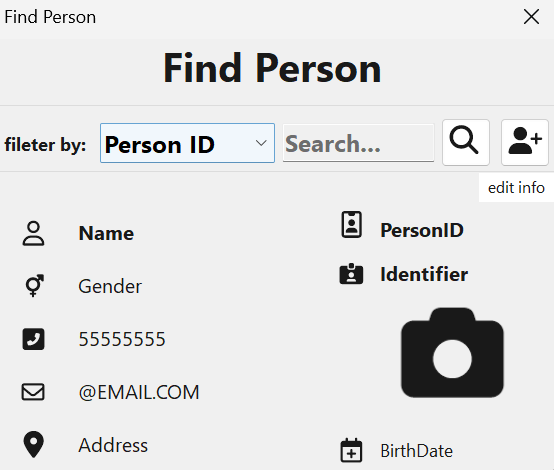 Find Person
Find Person
fileter by:
Person ID
Search...
edit info
Name
PersonID
Gender
Identifier
55555555
@EMAIL.COM
Address
BirthDate